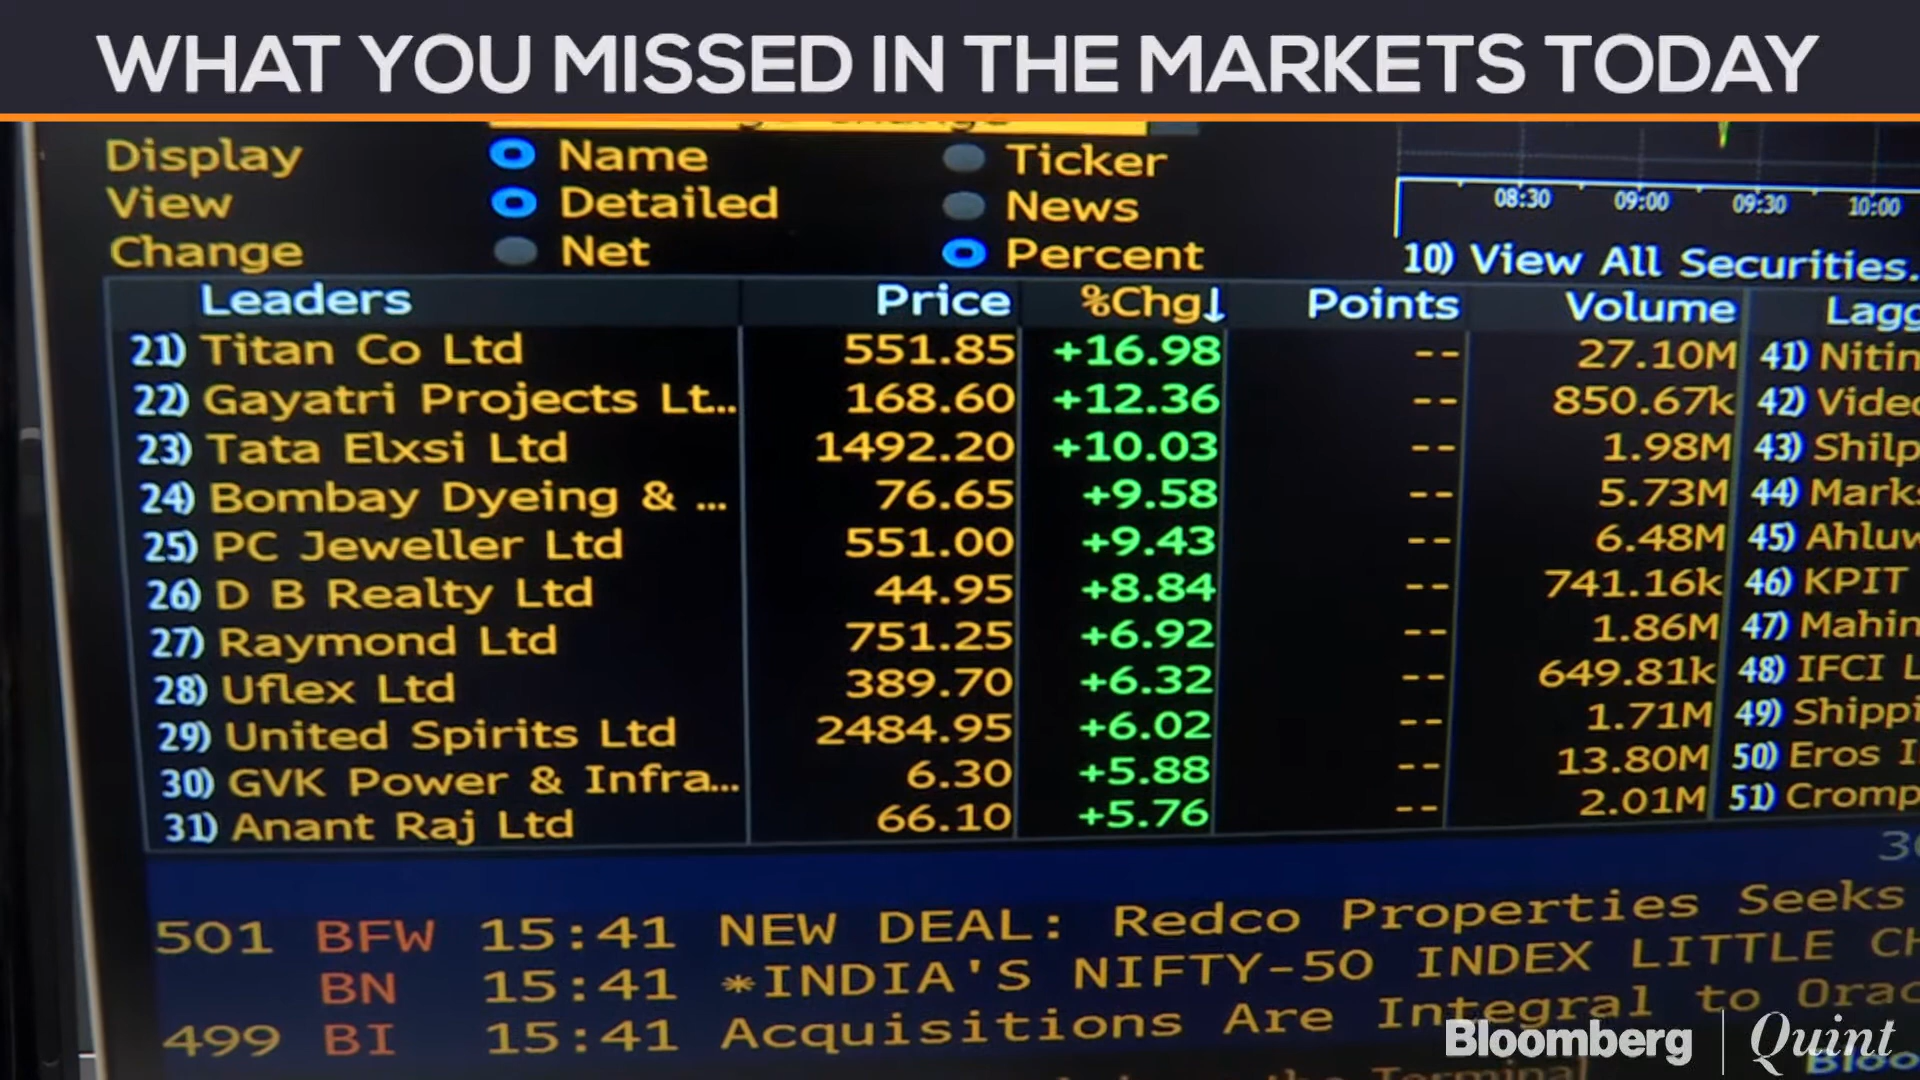 WHAT YOU MISSED IN THE MARKETS TODAY
Display Name Ticker
View Detailed News
Change Net Percent
08:30 09:00 09:30 10:00
10) View All Securities.
Leaders Price %Chg↓ Points Volume
21) Titan Co Ltd 551.85 +16.98 -- 27.10M 41) Nitin
22) Gayatri Projects Lt... 168.60 +12.36 -- 850.67k 42)
23) Tata Elxsi Ltd 1492.20 +10.03 -- 1.98M 43) Shilp
24) Bombay Dyeing & ... 76.65 +9.58 -- 5.73M 44) Marks
25) PC Jeweller Ltd 551.00 +9.43 -- 6.48M 45) Ahluw
26) D B Realty Ltd 44.95 +8.84 -- 741.16k 46) KPIT
27) Raymond Ltd 751.25 +6.92 -- 1.86M 47) Mahin
28) Uflex Ltd 389.70 +6.32 -- 649.81k 48) IFCI L
29) United Spirits Ltd 2484.95 +6.02 -- 1.71M 49) Shippi
30) GVK Power & Infra... 6.30 +5.88 -- 13.80M 50) Eros I
31) Anant Raj Ltd 66.10 +5.76 -- 2.01M 51) Cromp
501 BFW 15:41 NEW DEAL: Redco Properties Seeks
BN 15:41 *INDIA'S NIFTY-50 INDEX LITTLE CH
499 BI 15:41 Acquisitions Are Integral to Orac
Bloomberg | Quint
the Terminal